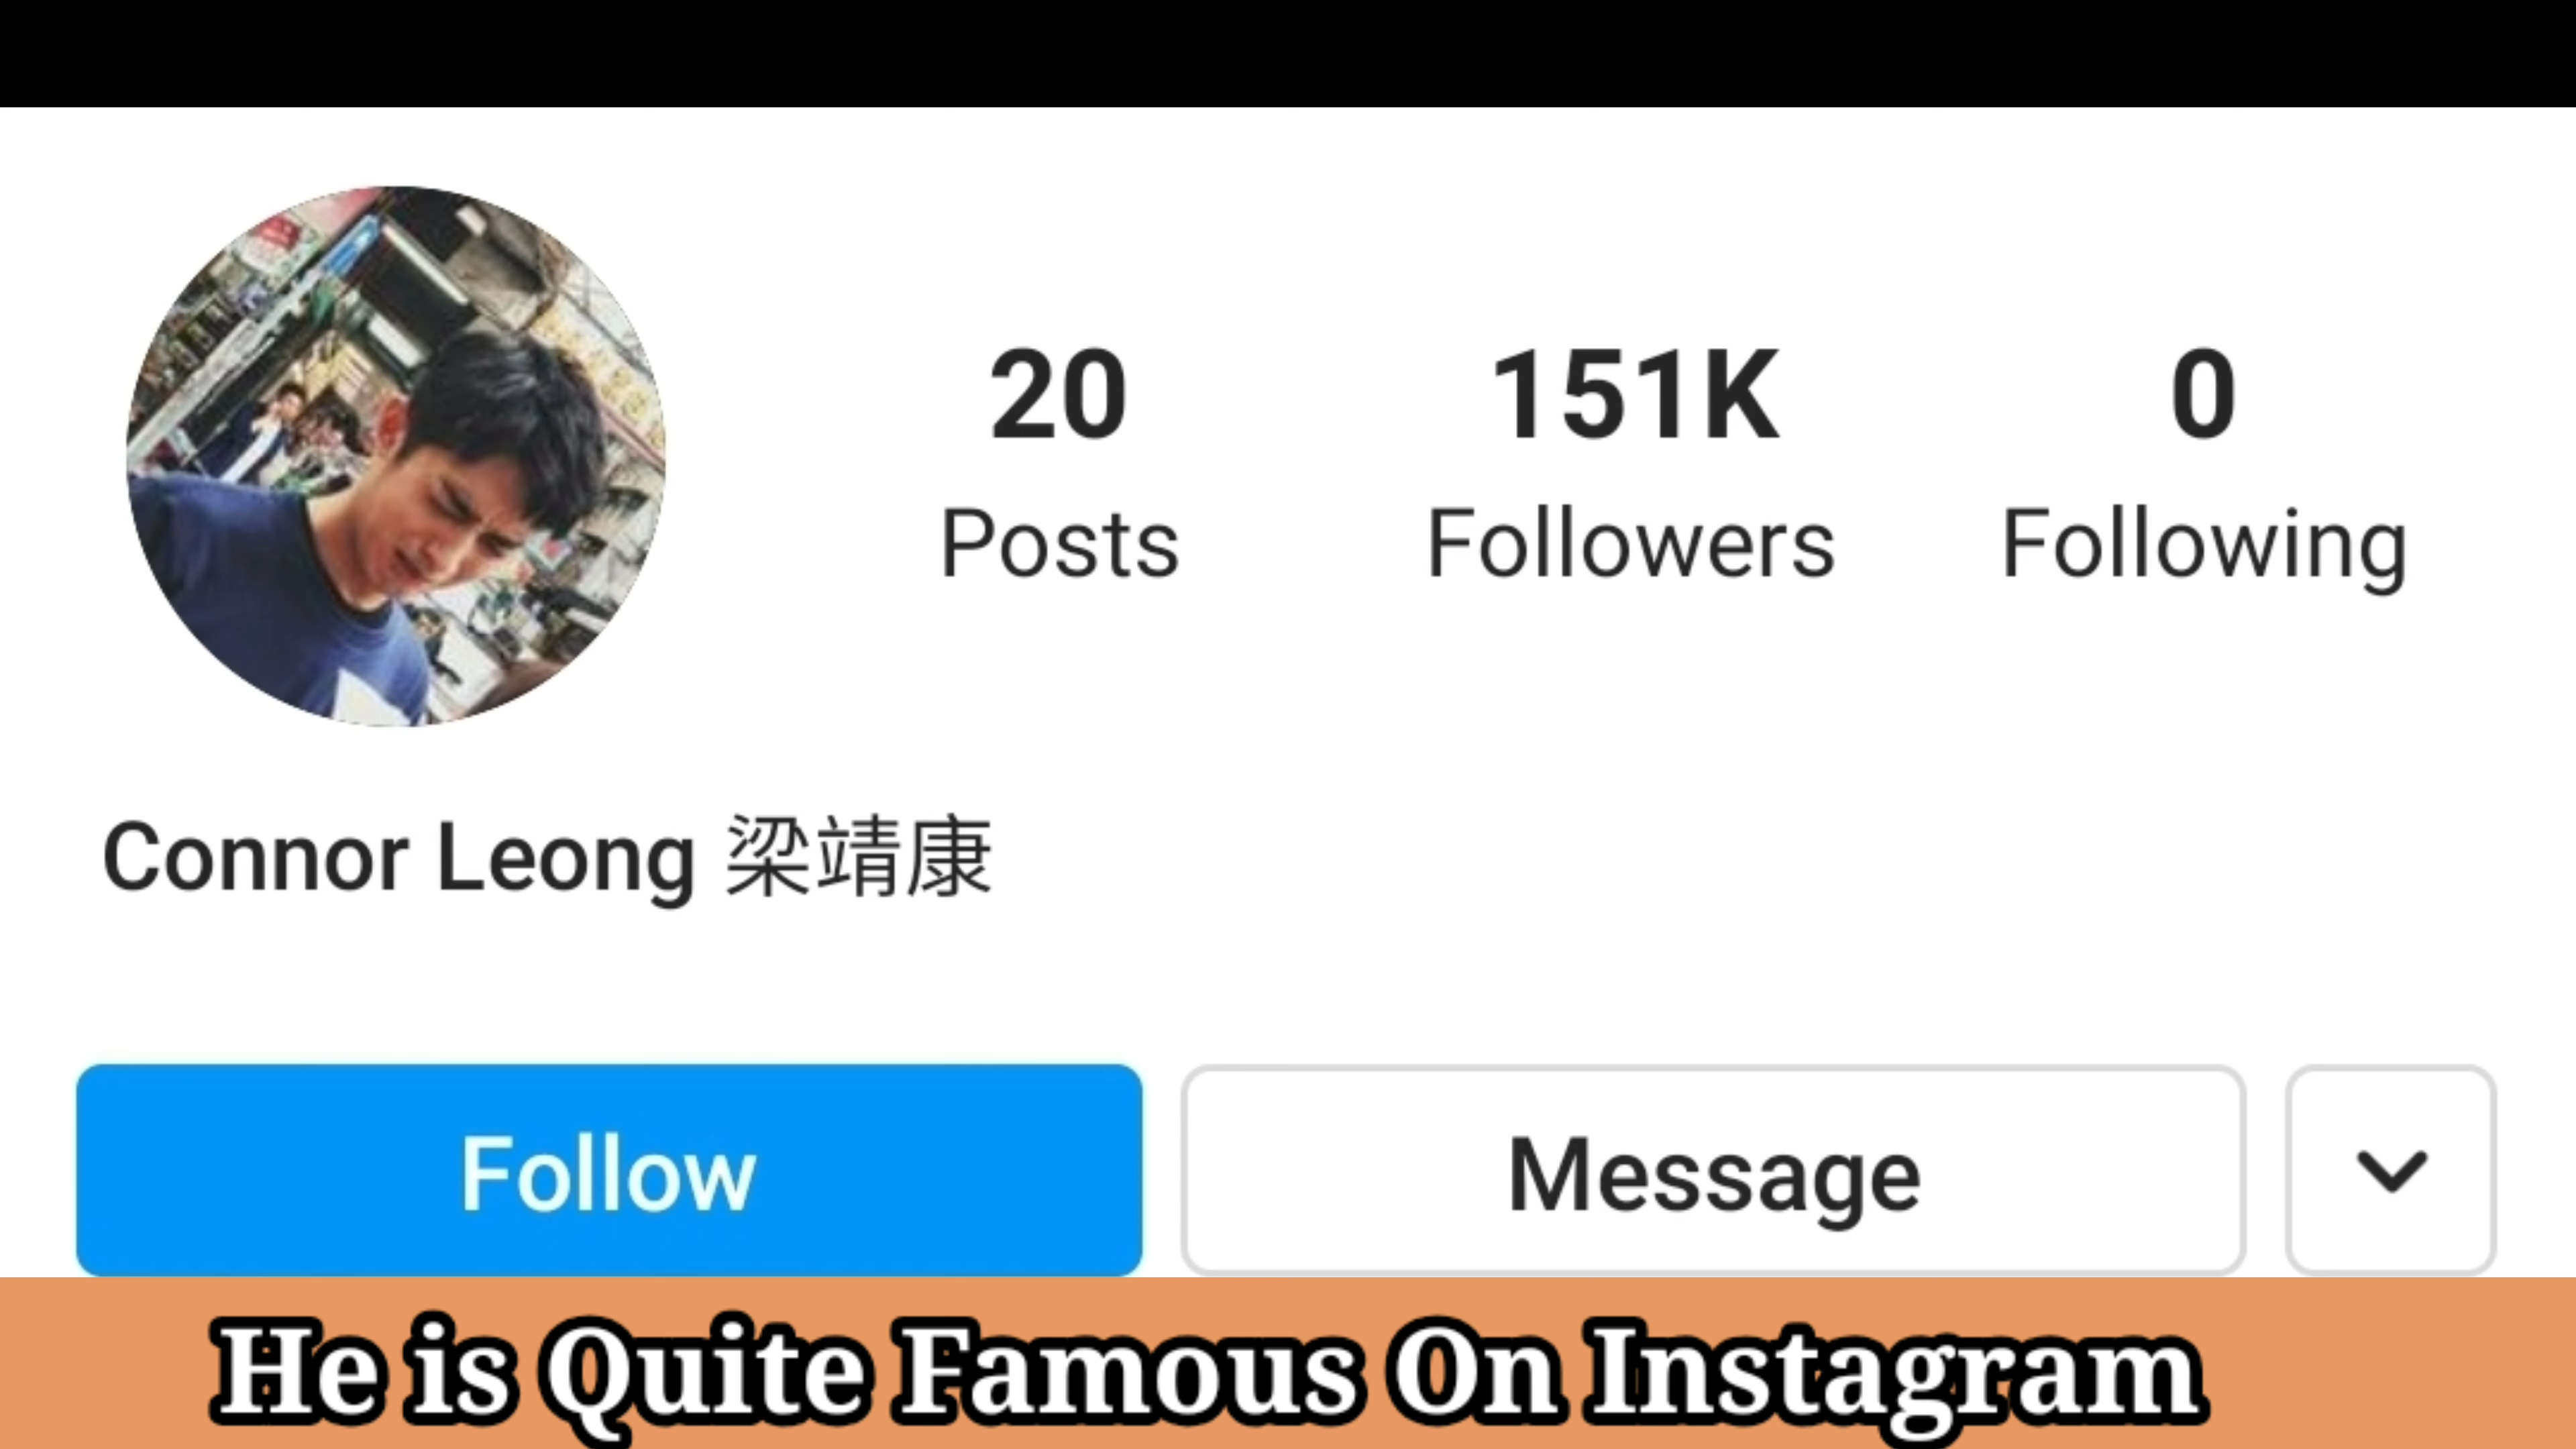 20 151K 0
Posts Followers Following
Connor Leong 梁靖康
Follow Message
He is Quite Famous On Instagram